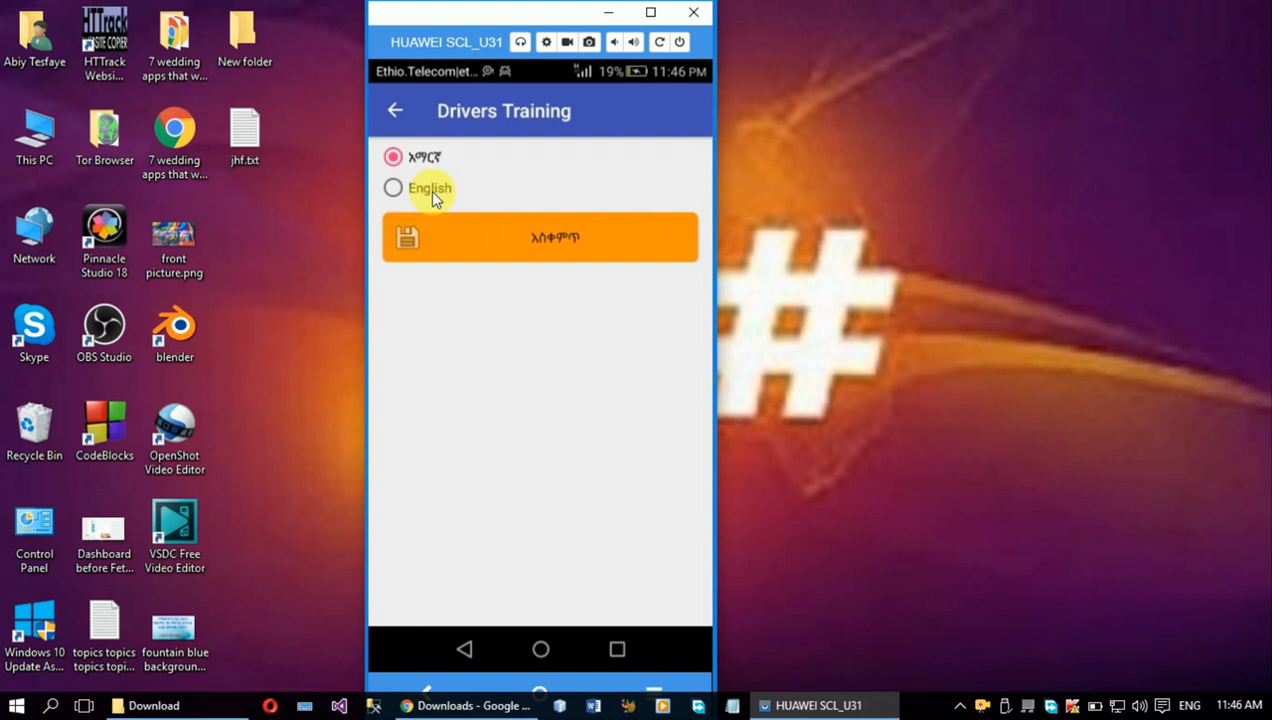 HUAWEI SCL_U31
Ethio.Telecom|et...
19%
11:46 PM
Drivers Training
አማርኛ
English
አስቀምጥ
Abiy Tesfaye
HTTrack
WEBSITE COPIER
HTTrack
Websi...
7 wedding
apps that w...
New folder
This PC
Tor Browser
7 wedding
apps that w...
jhf.txt
Network
Pinnacle
Studio 18
front
picture.png
Skype
OBS Studio
blender
Recycle Bin
CodeBlocks
OpenShot
Video Editor
Control
Panel
Dashboard
before Fet...
VSDC Free
Video Editor
Windows 10
Update As...
topics topics
topics topi...
fountain blue
backgroun...
#
Download
Downloads - Google ...
HUAWEI SCL_U31
ENG
11:46 AM